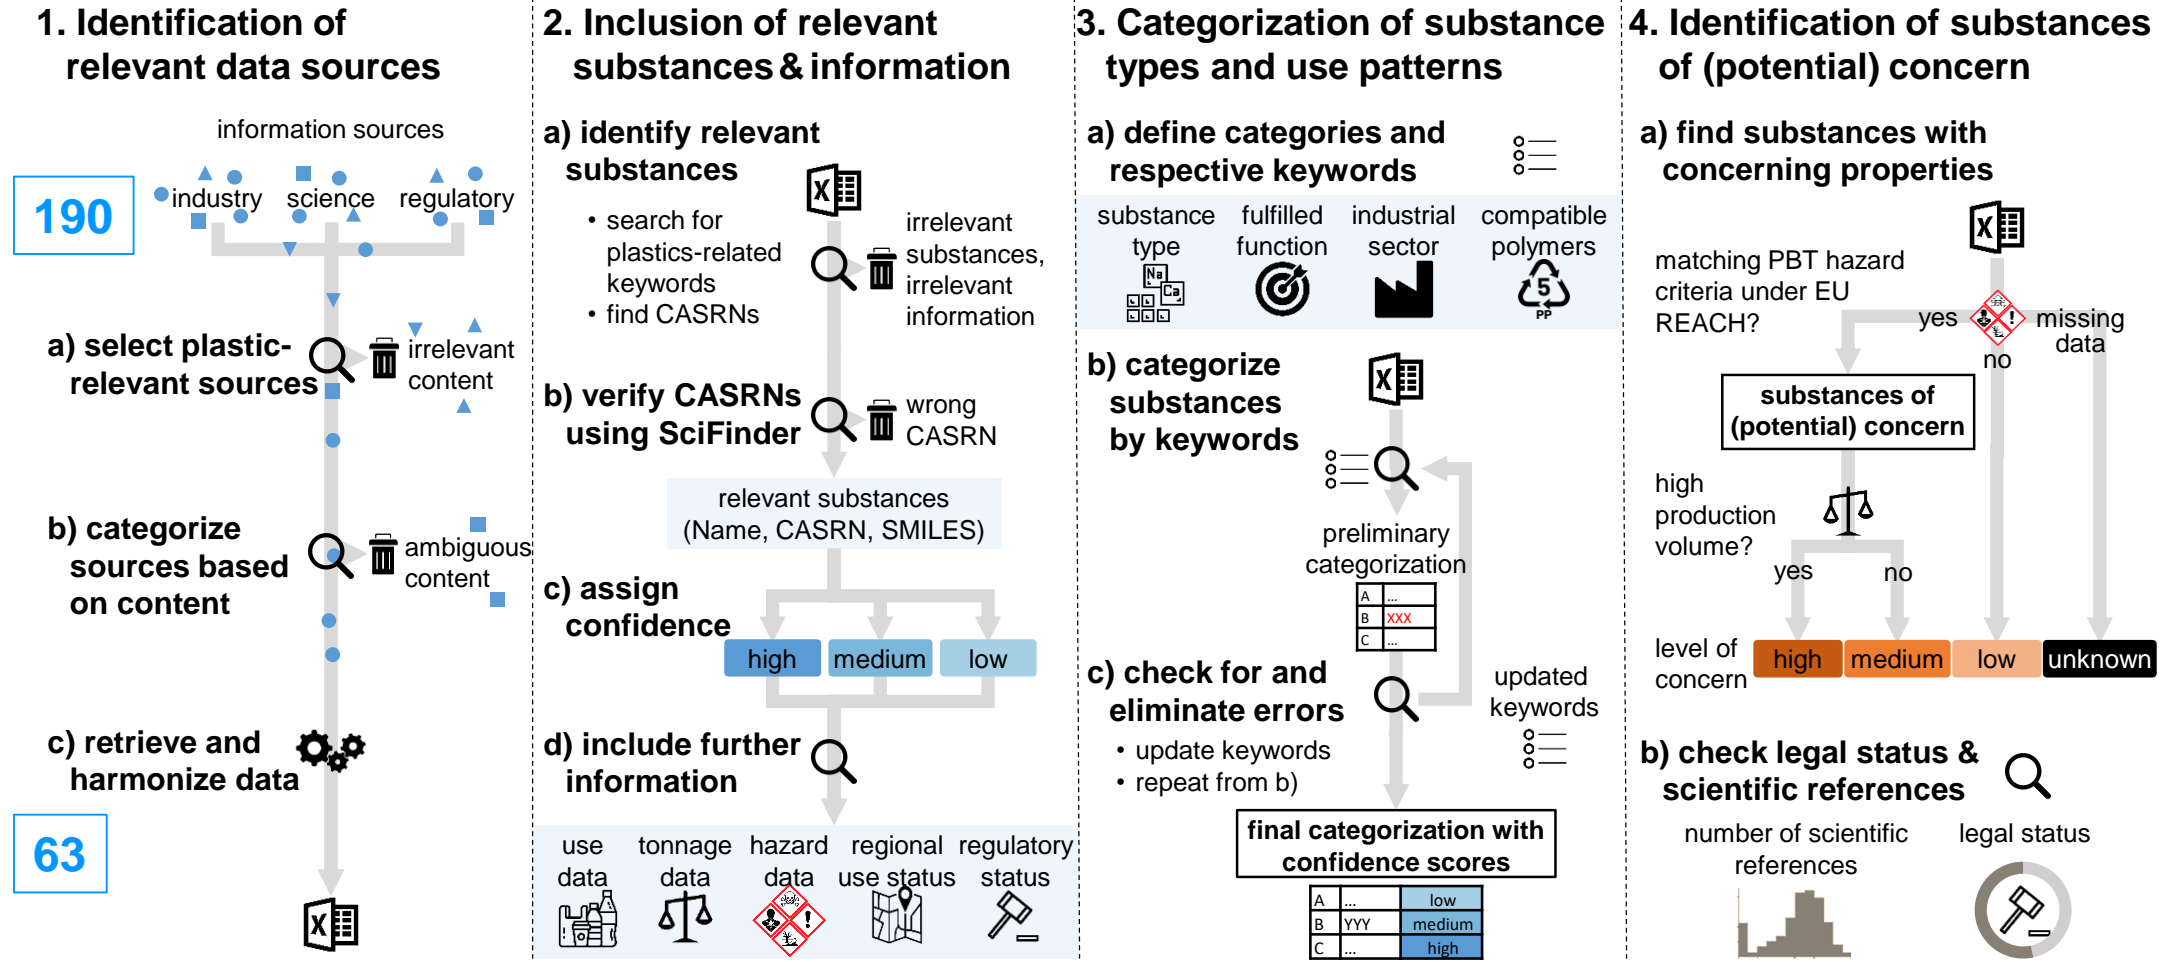 1. Identification of
relevant data sources
information sources
industry science regulatory
190
a) select plastic-
relevant sources
irrelevant
content
b) categorize
sources based
on content
ambiguous
content
c) retrieve and
harmonize data
63
X
2. Inclusion of relevant
substances & information
a) identify relevant
substances
X
• search for
plastics-related
keywords
• find CASRNs
irrelevant
substances,
irrelevant
information
b) verify CASRNs
using SciFinder
wrong
CASRN
relevant substances
(Name, CASRN, SMILES)
c) assign
confidence
high medium low
d) include further
information
use
data
tonnage
data
hazard
data
regional
use status
regulatory
status
3. Categorization of substance
types and use patterns
a) define categories and
respective keywords
substance
type
fulfilled
function
industrial
sector
compatible
polymers
Na
Ca
5
PP
b) categorize
substances
by keywords
X
preliminary
categorization
A ...
B XXX
C ...
c) check for and
eliminate errors
• update keywords
• repeat from b)
updated
keywords
final categorization with
confidence scores
A ... low
B YYY medium
C ... high
4. Identification of substances
of (potential) concern
a) find substances with
concerning properties
X
matching PBT hazard
criteria under EU
REACH?
yes
missing
data
no
substances of
(potential) concern
high
production
volume?
yes
no
level of
concern
high medium low unknown
b) check legal status &
scientific references
number of scientific
references
legal status